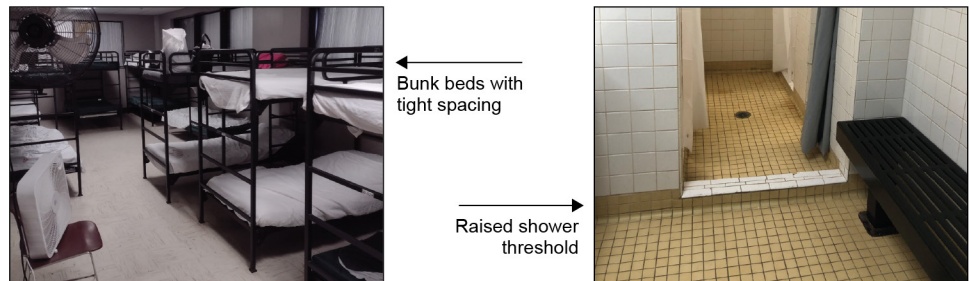 Bunk beds with
tight spacing
Raised shower
threshold